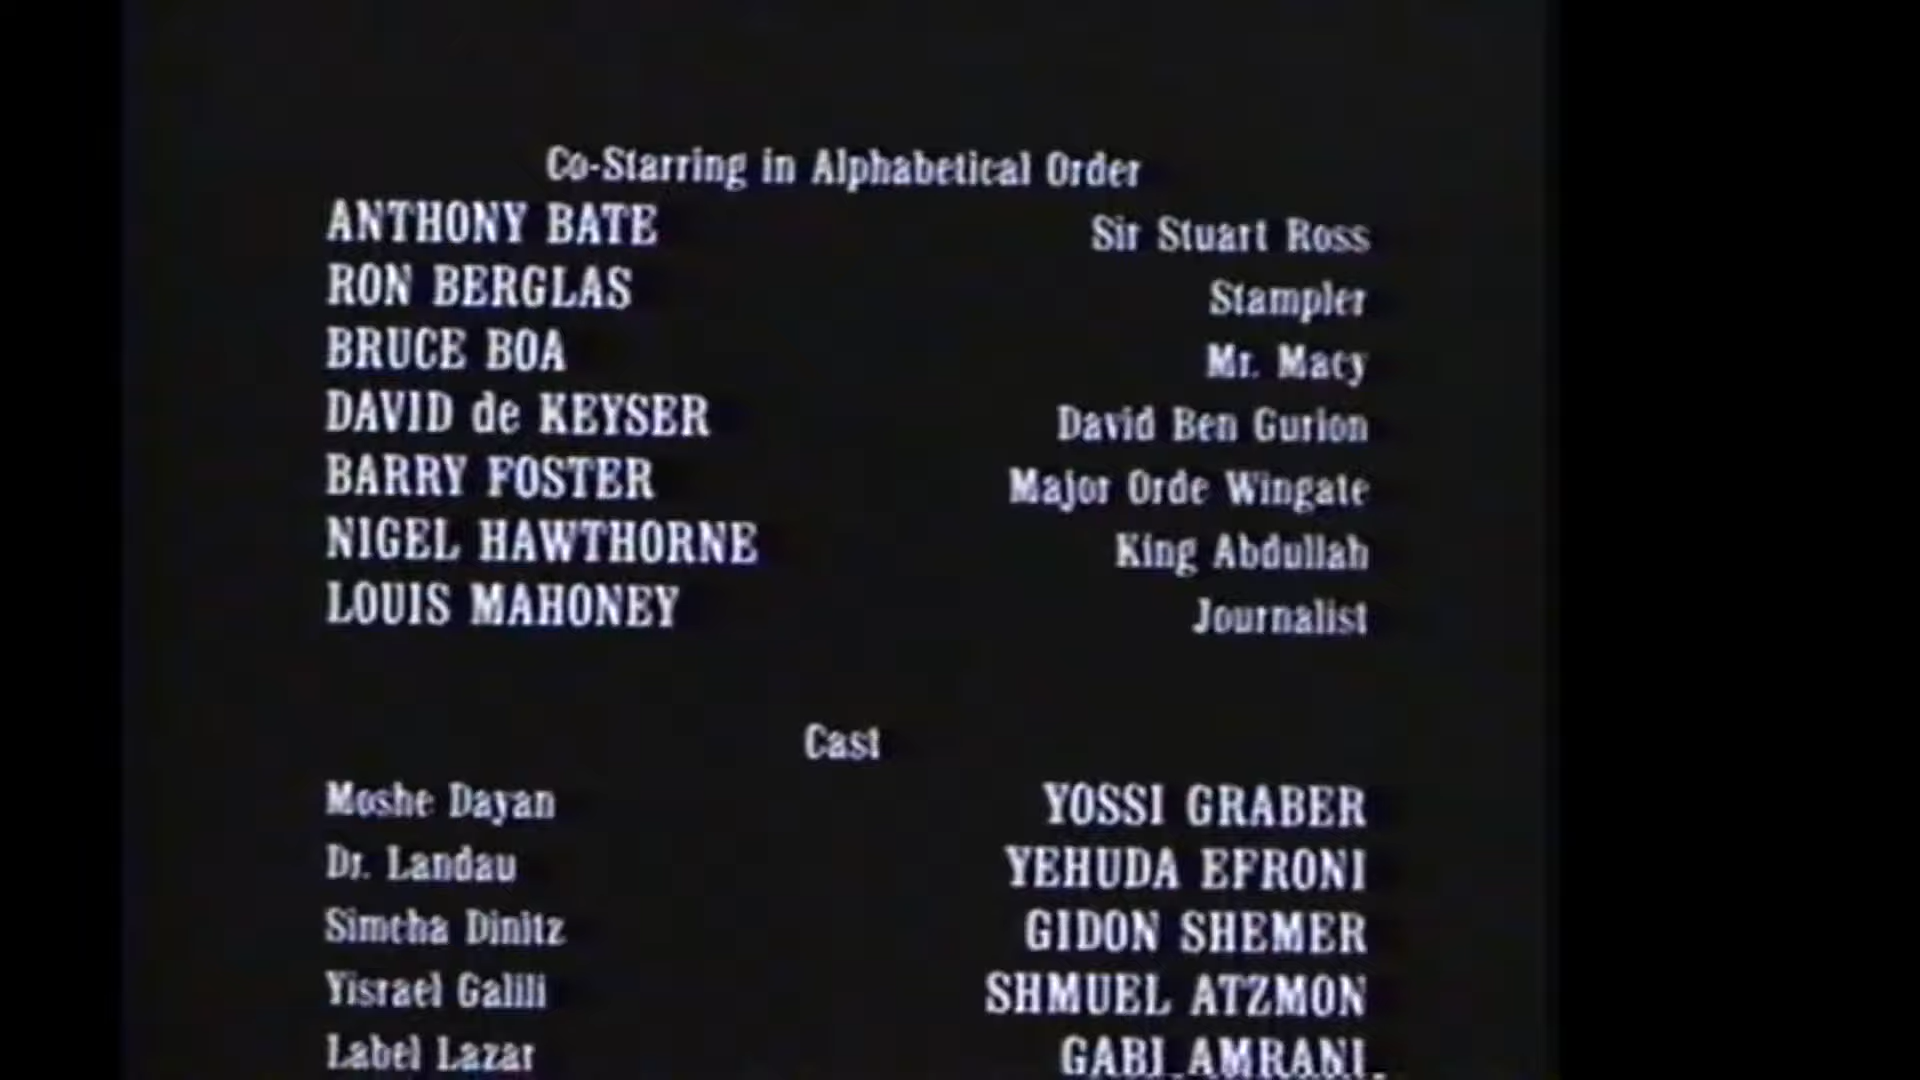 Co-Starring in Alphabetical Order
ANTHONY BATE Sir Stuart Ross
RON BERGLAS Stampler
BRUCE BOA Mr. Macy
DAVID de KEYSER David Ben Gurion
BARRY FOSTER Major Orde Wingate
NIGEL HAWTHORNE King Abdullah
LOUIS MAHONEY Journalist
Cast
Moshe Dayan YOSSI GRABER
Dr. Landau YEHUDA EFRONI
Simcha Dinitz GIDON SHEMER
Yisrael Galili SHMUEL ATZMON
Label Lazar GABI AMRANI